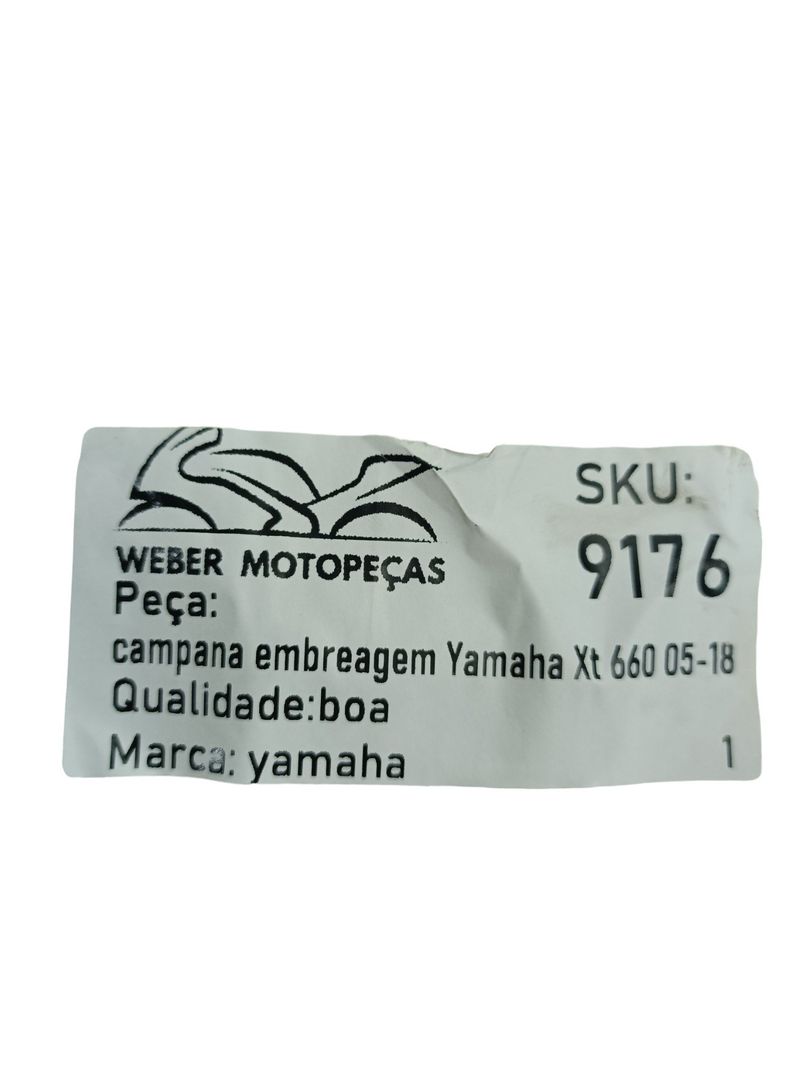 WEBER MOTOPEÇAS
SKU:
9176
Peça:
campana embreagem Yamaha Xt 660 05-18
Qualidade:boa
Marca: yamaha
1